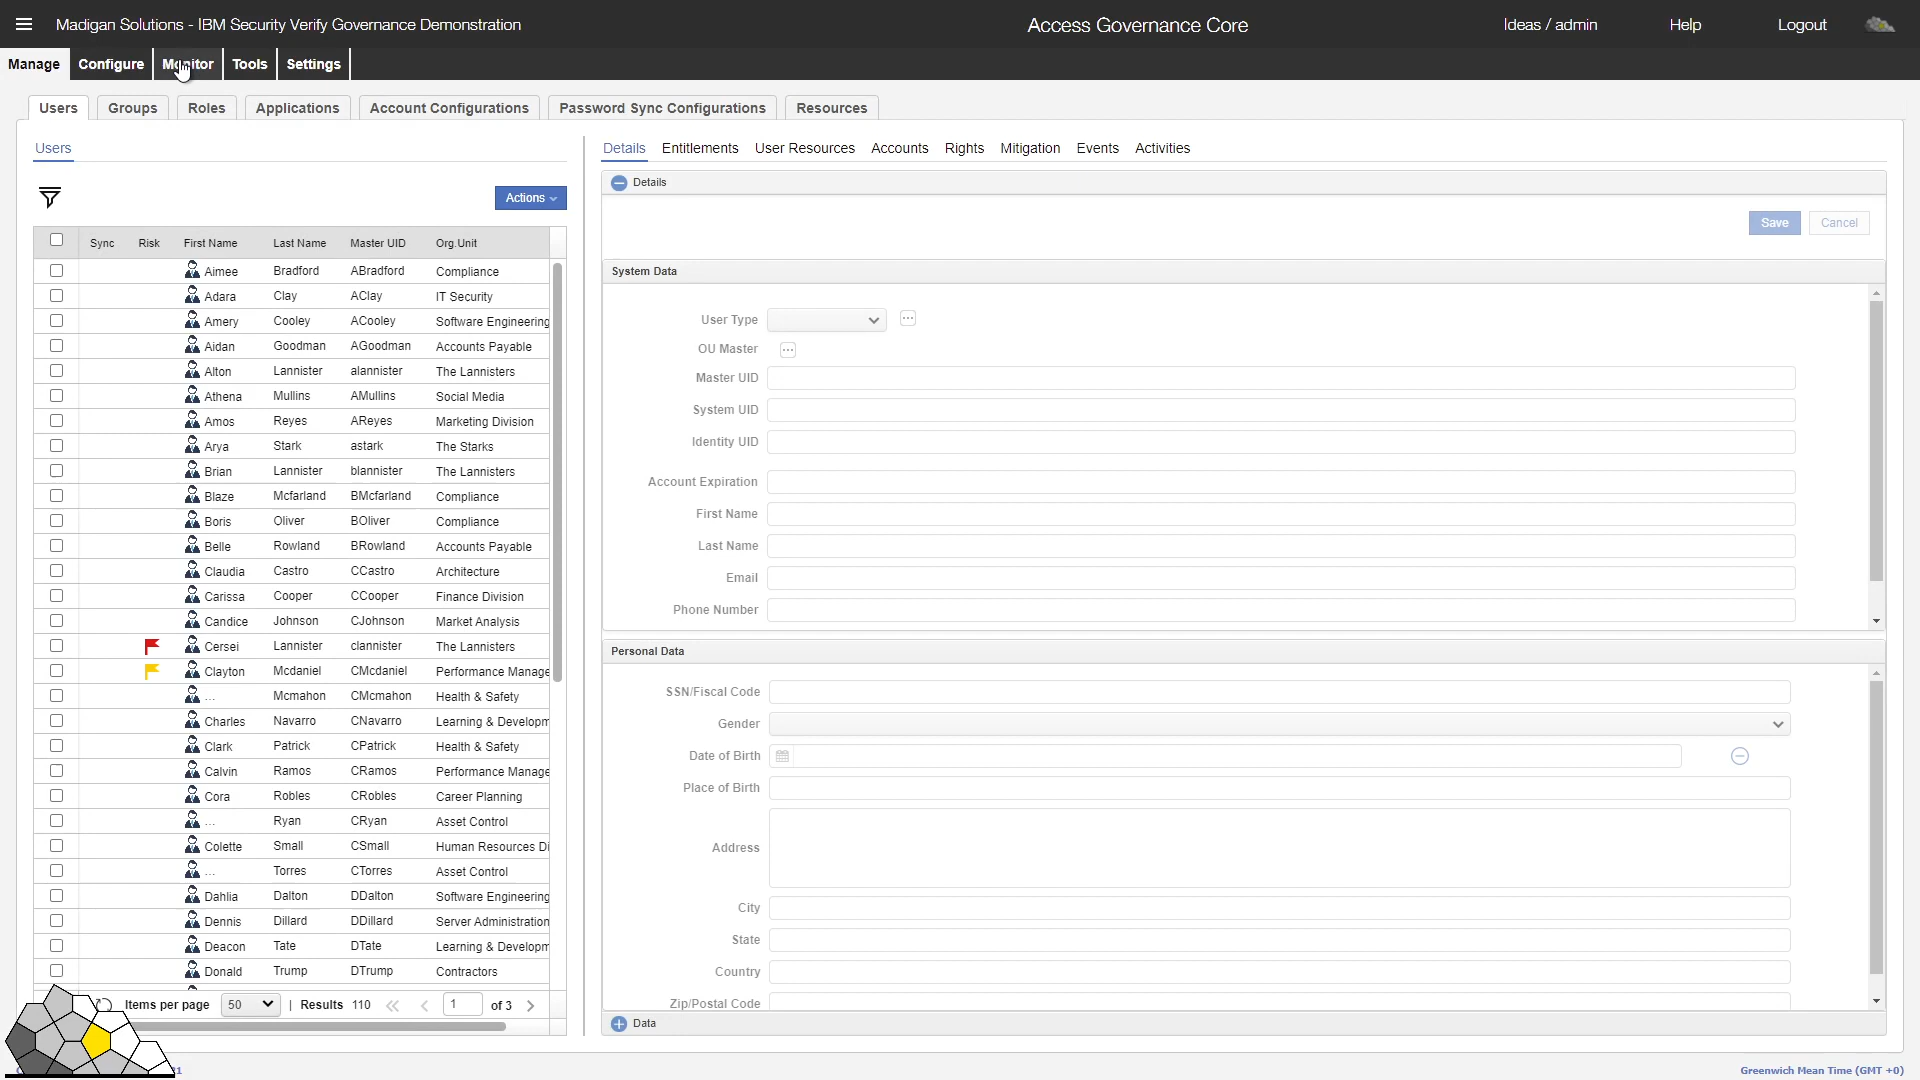 Madigan Solutions - IBM Security Verify Governance Demonstration
Access Governance Core
Ideas / admin
Help
Logout
Manage Configure Monitor Tools Settings
Users Groups Roles Applications Account Configurations Password Sync Configurations Resources
Users
Actions
Sync Risk First Name Last Name Master UID Org.Unit
Aimee Bradford ABradford Compliance
Adara Clay AClay IT Security
Amery Cooley ACooley Software Engineering
Aidan Goodman AGoodman Accounts Payable
Alton Lannister alannister The Lannisters
Athena Mullins AMullins Social Media
Amos Reyes AReyes Marketing Division
Arya Stark astark The Starks
Brian Lannister blannister The Lannisters
Blaze Mcfarland BMcfarland Compliance
Boris Oliver BOliver Compliance
Belle Rowland BRowland Accounts Payable
Claudia Castro CCastro Architecture
Carissa Cooper CCooper Finance Division
Candice Johnson CJohnson Market Analysis
Cersei Lannister clannister The Lannisters
Clayton Mcdaniel CMcdaniel Performance Manage
... Mcmahon CMcmahon Health & Safety
Charles Navarro CNavarro Learning & Developm
Clark Patrick CPatrick Health & Safety
Calvin Ramos CRamos Performance Manage
Cora Robles CRobles Career Planning
... Ryan CRyan Asset Control
Colette Small CSmall Human Resources Di
... Torres CTorres Asset Control
Dahlia Dalton DDalton Software Engineering
Dennis Dillard DDillard Server Administration
Deacon Tate DTate Learning & Developm
Donald Trump DTrump Contractors
Items per page 50 | Results 110 1 of 3
Details Entitlements User Resources Accounts Rights Mitigation Events Activities
Details
Save Cancel
System Data
User Type
OU Master
Master UID
System UID
Identity UID
Account Expiration
First Name
Last Name
Email
Phone Number
Personal Data
SSN/Fiscal Code
Gender
Date of Birth
Place of Birth
Address
City
State
Country
Zip/Postal Code
Data
Greenwich Mean Time (GMT +0)